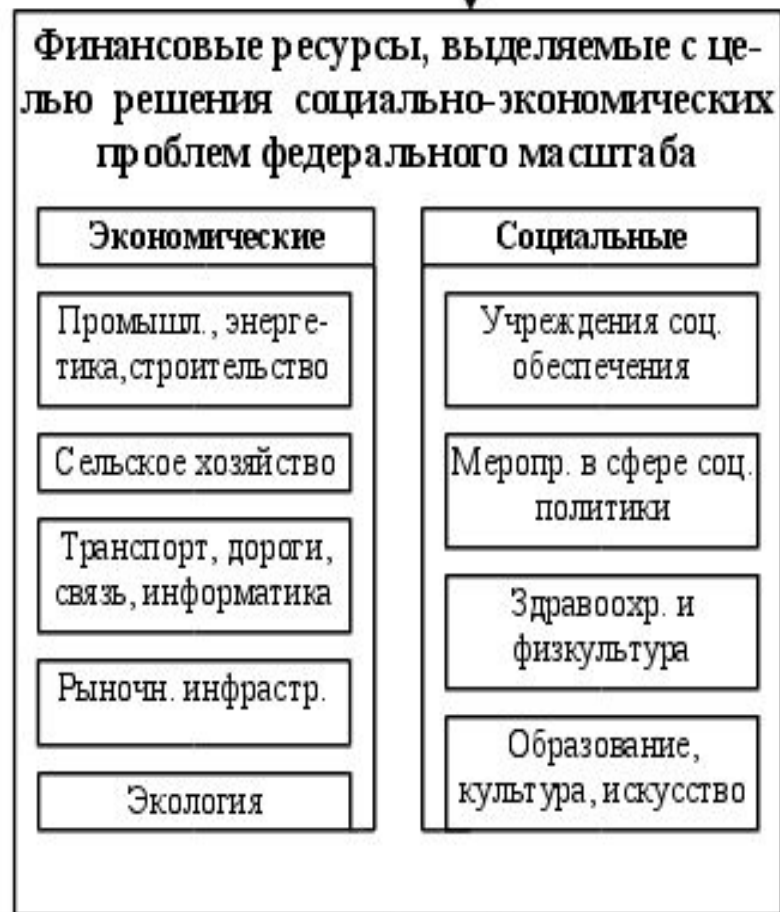 Финансовые ресурсы, выделяемые с це-
лью решения социально-экономических
проблем федерального масштаба
Экономические
Промышл., энерге-
тика,строительство
Сельское хозяйство
Транспорт, дороги,
связь, информатика
Рыночн. инфрастр.
Экология
Социальные
Учреждения соц.
обеспечения
Меропр. в сфере соц.
политики
Здравоохр. и
физкультура
Образование,
культура, искусство